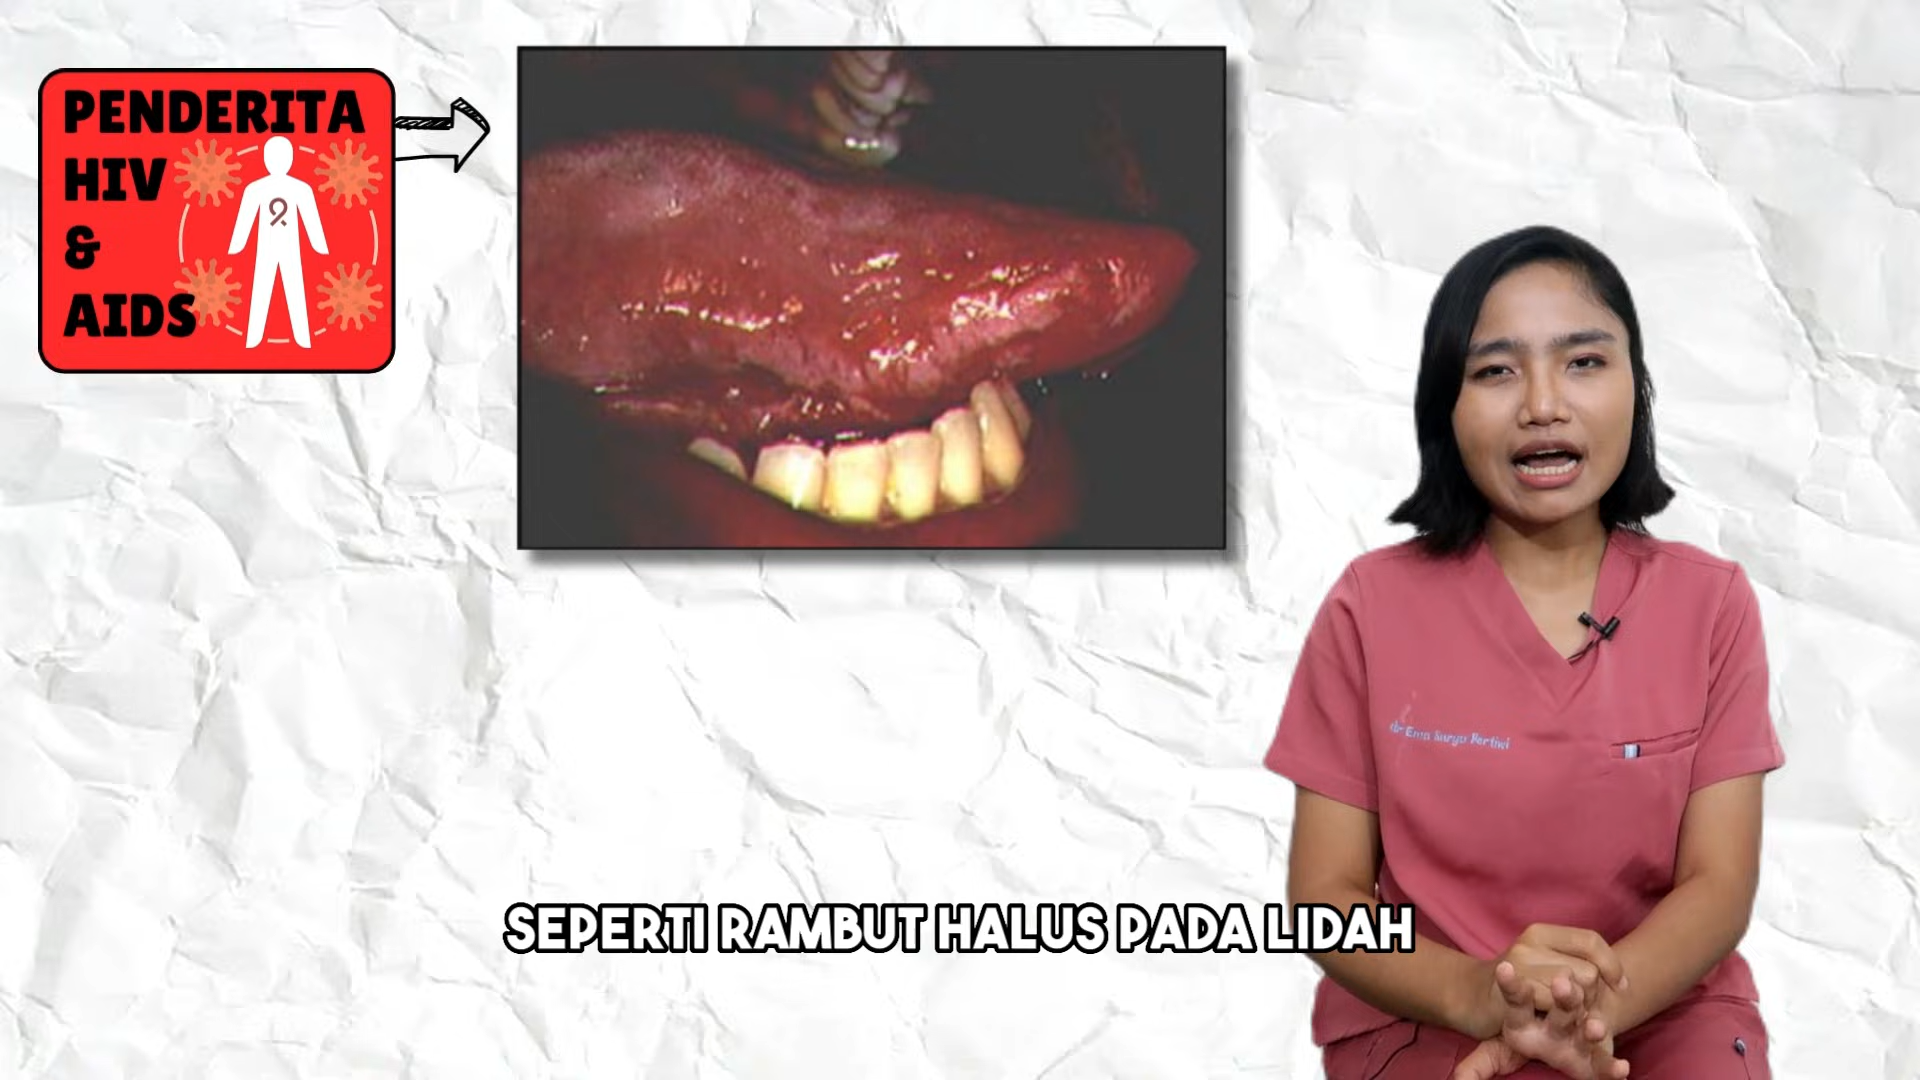 PENDERITA
HIV
&
AIDS
SEPERTI RAMBUT HALUS PADA LIDAH